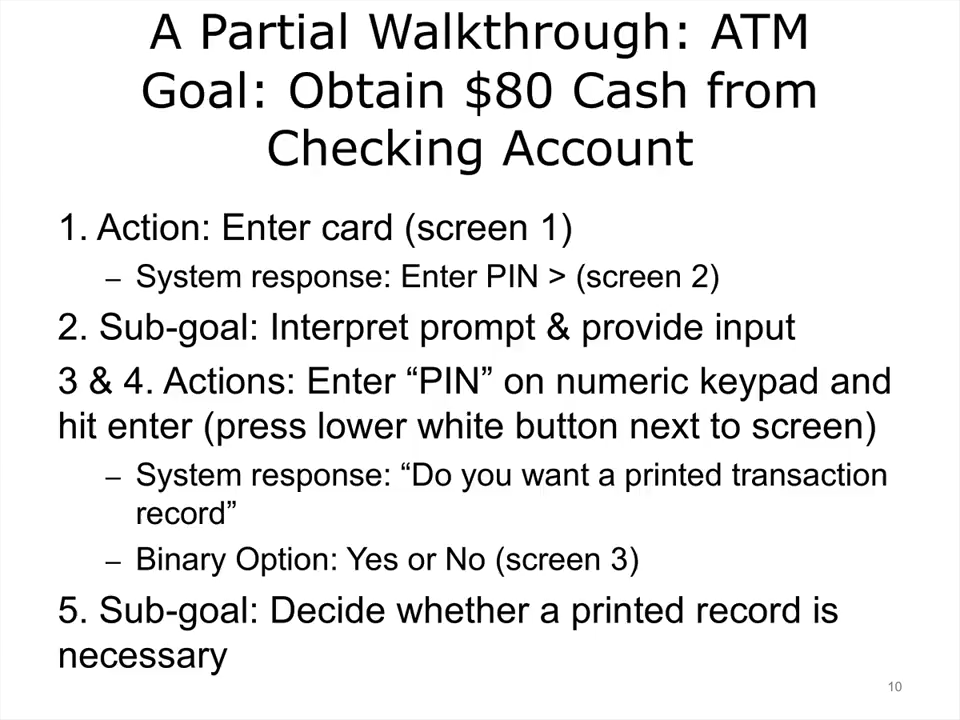 A Partial Walkthrough: ATM
Goal: Obtain $80 Cash from
Checking Account
1. Action: Enter card (screen 1)
– System response: Enter PIN > (screen 2)
2. Sub-goal: Interpret prompt & provide input
3 & 4. Actions: Enter “PIN” on numeric keypad and
hit enter (press lower white button next to screen)
– System response: “Do you want a printed transaction
record”
– Binary Option: Yes or No (screen 3)
5. Sub-goal: Decide whether a printed record is
necessary
10